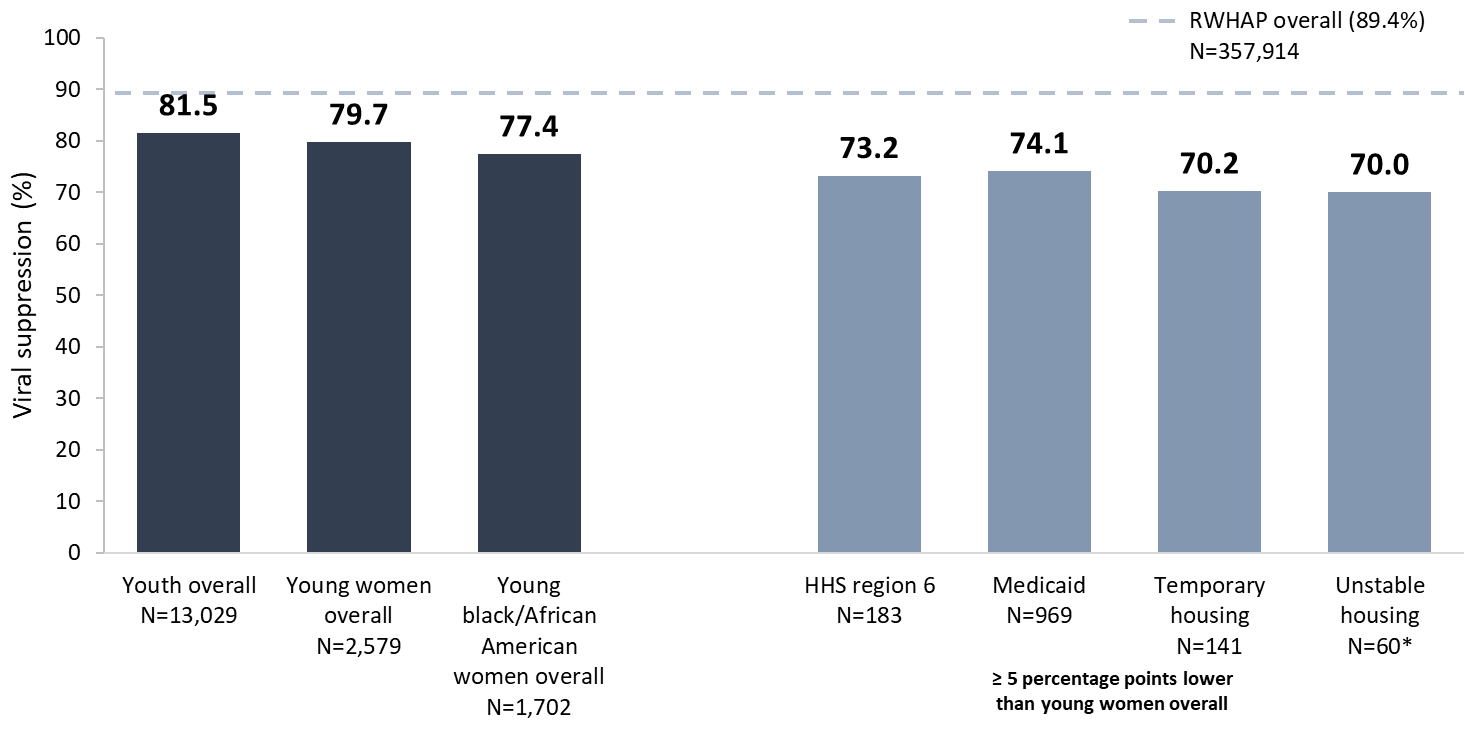 RWHAP overall (89.4%)
N=357,914
Viral suppression (%)
100
90
80
70
60
50
40
30
20
10
0
81.5
79.7
77.4
73.2
74.1
70.2
70.0
Youth overall
N=13,029
Young women
overall
N=2,579
Young
black/African
American
women overall
N=1,702
HHS region 6
N=183
Medicaid
N=969
Temporary
housing
N=141
Unstable
housing
N=60*
≥ 5 percentage points lower
than young women overall